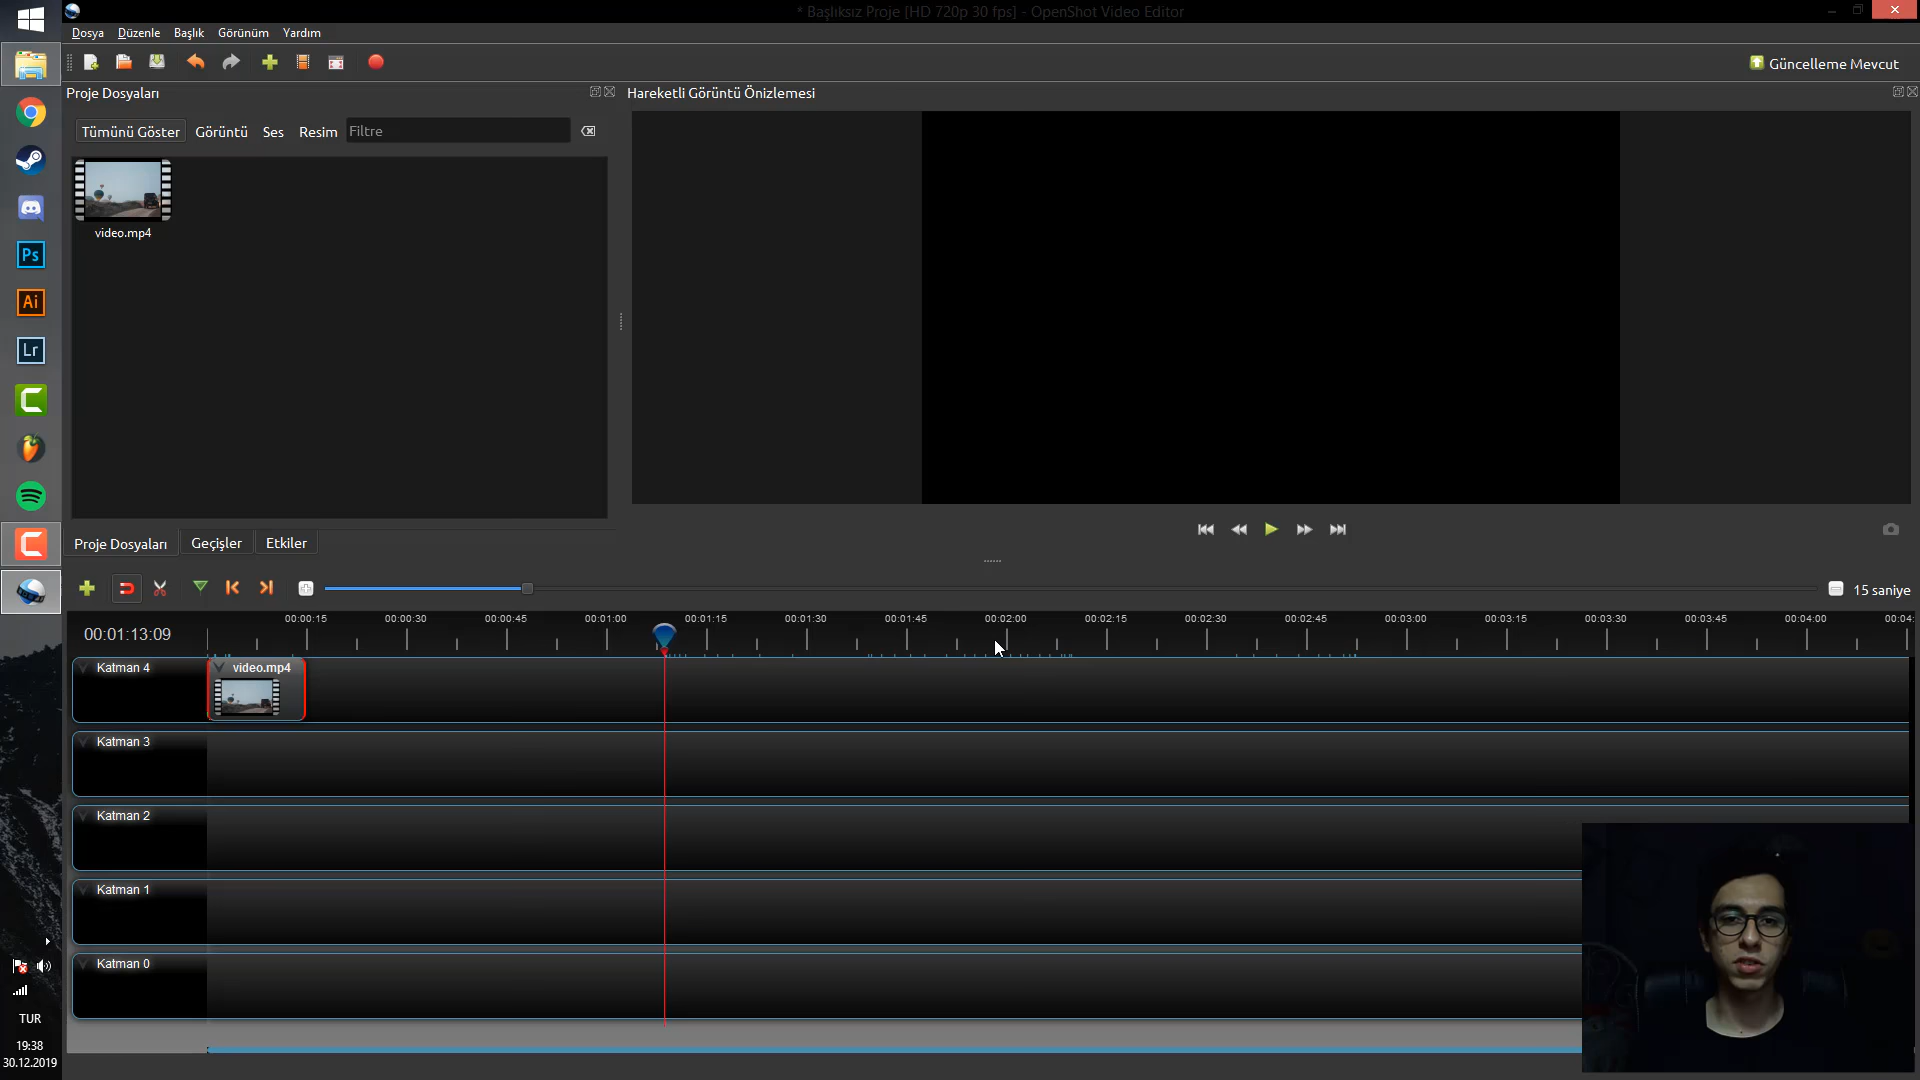 * Başlıksız Proje [HD 720p 30 fps] - OpenShot Video Editor
Dosya Düzenle Başlık Görünüm Yardım
Güncelleme Mevcut
Proje Dosyaları
Hareketli Görüntü Önizlemesi
Tümünü Göster Görüntü Ses Resim Filtre
video.mp4
Ps
Ai
Lr
Proje Dosyaları Geçişler Etkiler
15 saniye
00:01:13:09
00:00:15 00:00:30 00:00:45 00:01:00 00:01:15 00:01:30 00:01:45 00:02:00 00:02:15 00:02:30 00:02:45 00:03:00 00:03:15 00:03:30 00:03:45 00:04:00 00:04:
Katman 4
video.mp4
Katman 3
Katman 2
Katman 1
Katman 0
TUR
19:38
30.12.2019